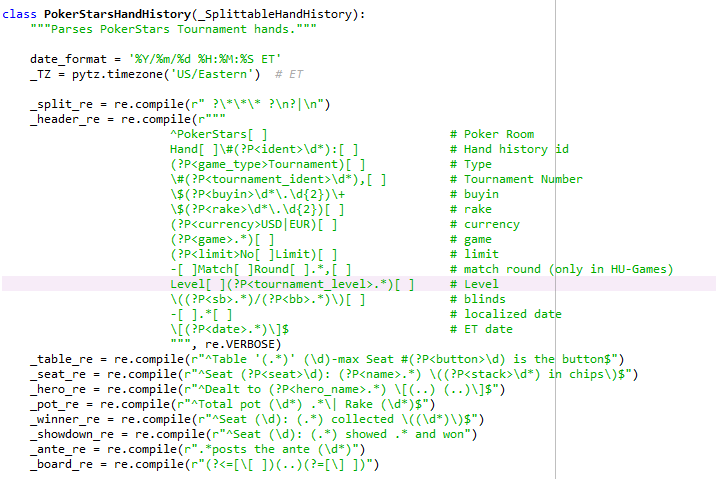 class PokerStarsHandHistory(_SplittableHandHistory):
    """Parses PokerStars Tournament hands."""
    date_format = '%Y/%m/%d %H:%M:%S ET'
    _TZ = pytz.timezone('US/Eastern')  # ET
    _split_re = re.compile(r" ?\*\*\* ?\n?|\n")
    _header_re = re.compile(r"""
                        ^PokerStars[ ]                          # Poker Room
                        Hand[ ]\#(?P<ident>\d*):[ ]             # Hand history id
                        (?P<game_type>Tournament)[ ]            # Type
                        \#(?P<tournament_ident>\d*),[ ]         # Tournament Number
                        \$(?P<buyin>\d*\.\d{2})\+               # buyin
                        \$(?P<rake>\d*\.\d{2})[ ]               # rake
                        (?P<currency>USD|EUR)[ ]                # currency
                        (?P<game>.*)[ ]                         # game
                        (?P<limit>No[ ]Limit)[ ]                # limit
                        -[ ]Match[ ]Round[ ].*,[ ]              # match round (only in HU-Games)
                        Level[ ](?P<tournament_level>.*)[ ]     # Level
                        \((?P<sb>.*)/(?P<bb>.*)\)[ ]            # blinds
                        -[ ].*[ ]                               # localized date
                        \[(?P<date>.*)\]$                       # ET date
                        """, re.VERBOSE)
    _table_re = re.compile(r"^Table '(.*)' (\d)-max Seat #(?P<button>\d) is the button$")
    _seat_re = re.compile(r"^Seat (?P<seat>\d): (?P<name>.*) \((?P<stack>\d*) in chips\)$")
    _hero_re = re.compile(r"^Dealt to (?P<hero_name>.*) \[(..) (..)\]$")
    _pot_re = re.compile(r"^Total pot (\d*) .*\| Rake (\d*)$")
    _winner_re = re.compile(r"^Seat (\d): (.*) collected \((\d*)\)$")
    _showdown_re = re.compile(r"^Seat (\d): (.*) showed .* and won")
    _ante_re = re.compile(r".*posts the ante (\d*)")
    _board_re = re.compile(r"(?<=[\[ ])(..)(?=[\] ])")